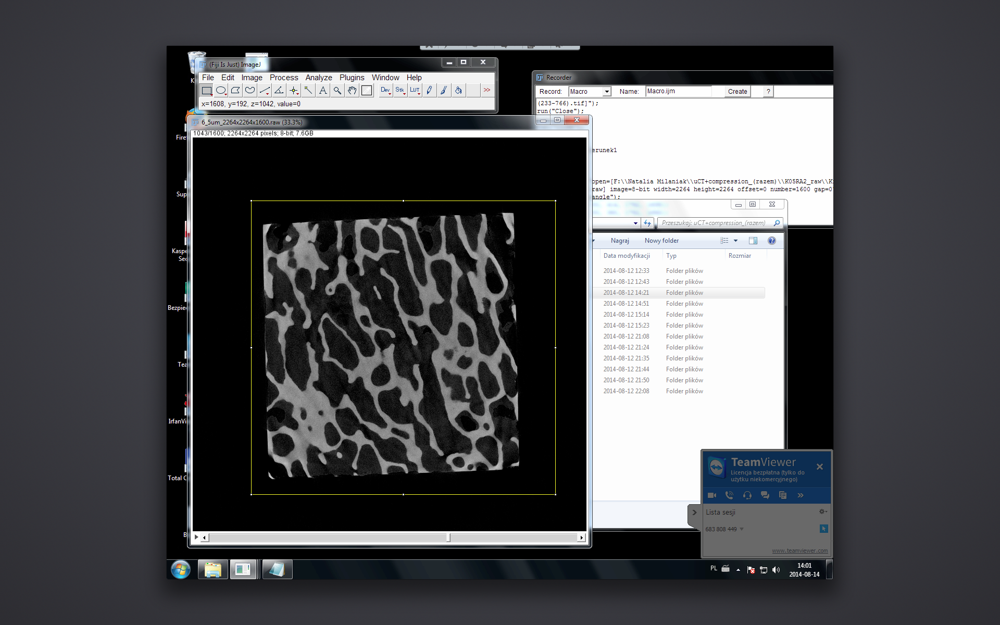 (Fiji Is Just) ImageJ
File Edit Image Process Analyze Plugins Window Help
A Dev Stk LUT >>
x=1608, y=192, z=1042, value=0
6_5um_2264x2264x1600.raw (33.3%)
1043/1600; 2264x2264 pixels; 8-bit; 7.6GB
Recorder
Record: Macro Name: Macro.ijm Create ?
(233-766).tif]");
run("Close");
erunek1
open=[F:\\Natalia Milaniak\\uCT+compression_(razem)\\K05RA2_raw\\K
raw] image=8-bit width=2264 height=2264 offset=0 number=1600 gap=0
angle");
Przeszukaj: uCT+compression_(razem)
Nagraj Nowy folder
Data modyfikacji Typ Rozmiar
2014-08-12 12:33 Folder plików
2014-08-12 12:43 Folder plików
2014-08-12 14:21 Folder plików
2014-08-12 14:51 Folder plików
2014-08-12 15:14 Folder plików
2014-08-12 15:23 Folder plików
2014-08-12 21:08 Folder plików
2014-08-12 21:24 Folder plików
2014-08-12 21:35 Folder plików
2014-08-12 21:44 Folder plików
2014-08-12 21:50 Folder plików
2014-08-12 22:08 Folder plików
K
Fire
Sup
Kaspe
Sec
Bezpie
Tea
IrfanVi
Total C
B
TeamViewer
Licencja bezpłatna (tylko do
użytku niekomercyjnego)
Lista sesji
683 808 449
www.teamviewer.com
PL
14:01
2014-08-14